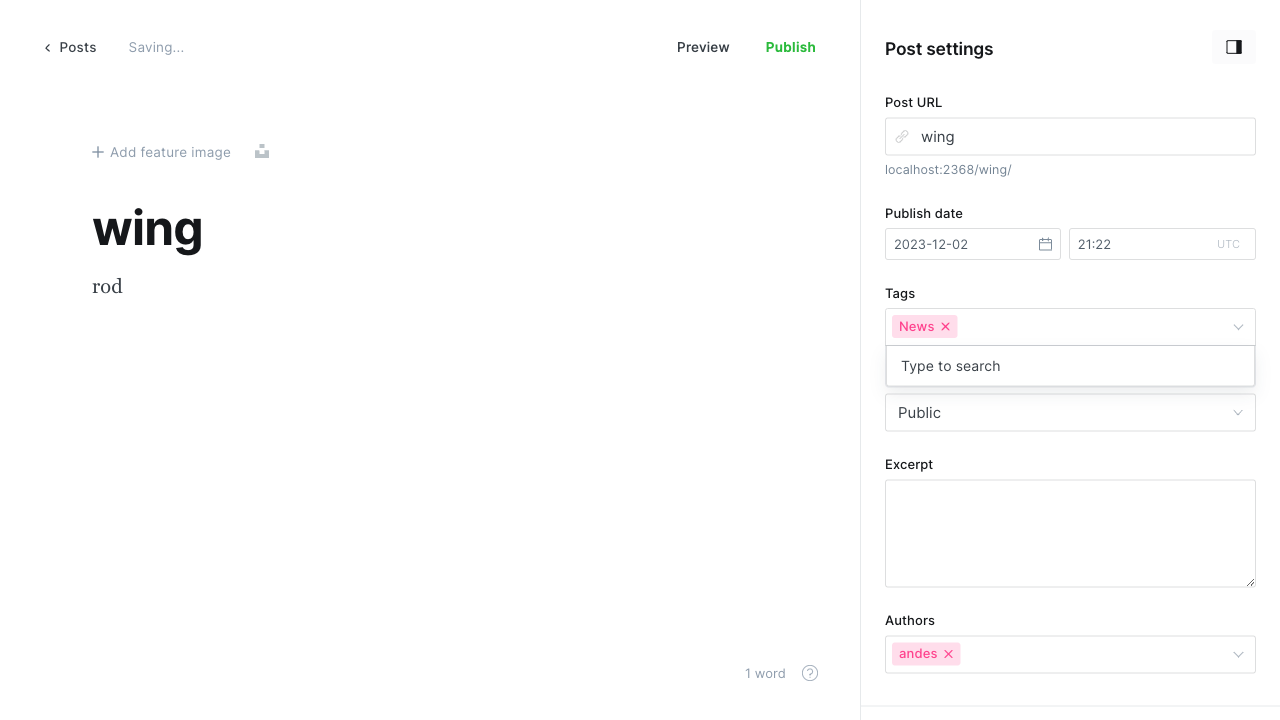 Posts
Saving...
Preview
Publish
Post settings
Add feature image
wing
rod
1 word
Post URL
wing
localhost:2368/wing/
Publish date
2023-12-02
21:22
UTC
Tags
News
Type to search
Public
Excerpt
Authors
andes